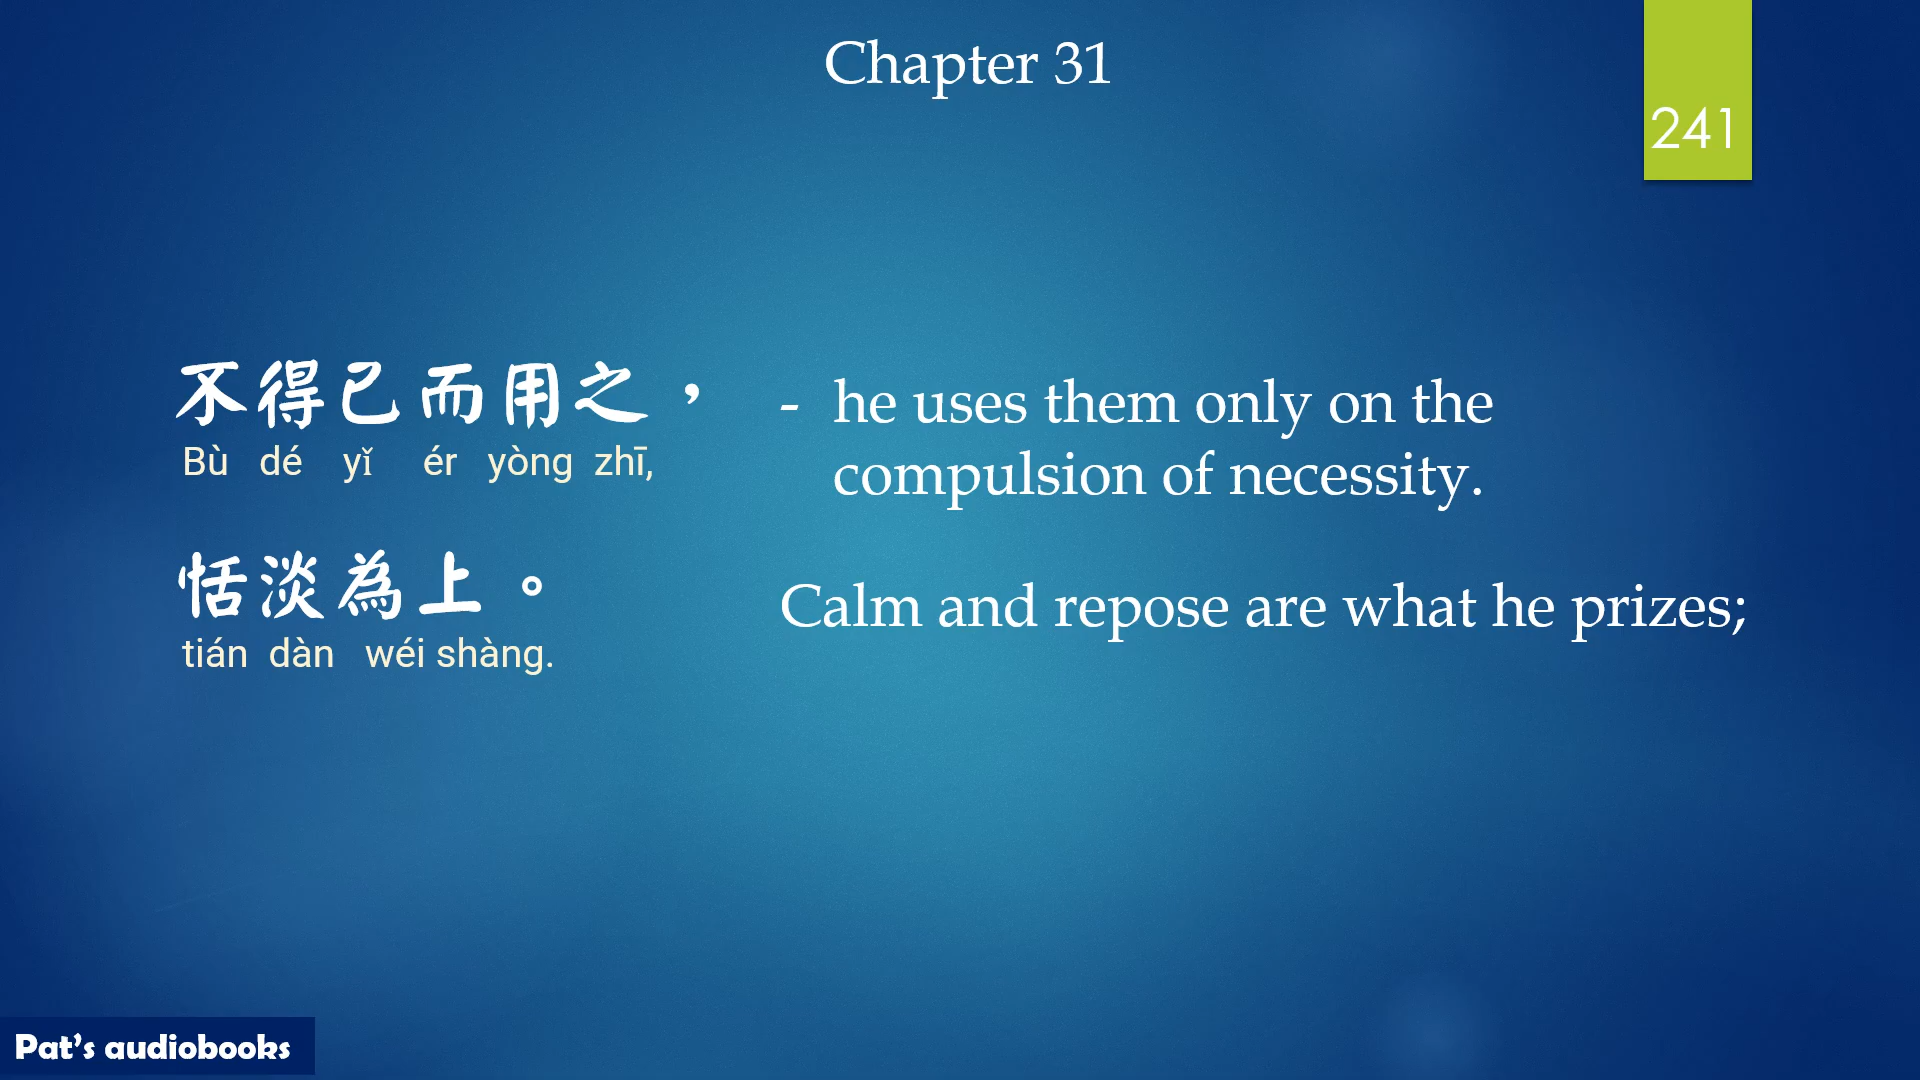 Chapter 31
241
不得已而用之，
Bù dé yǐ ér yòng zhī,
- he uses them only on the
compulsion of necessity.
恬淡為上。
tián dàn wéi shàng.
Calm and repose are what he prizes;
Pat's audiobooks